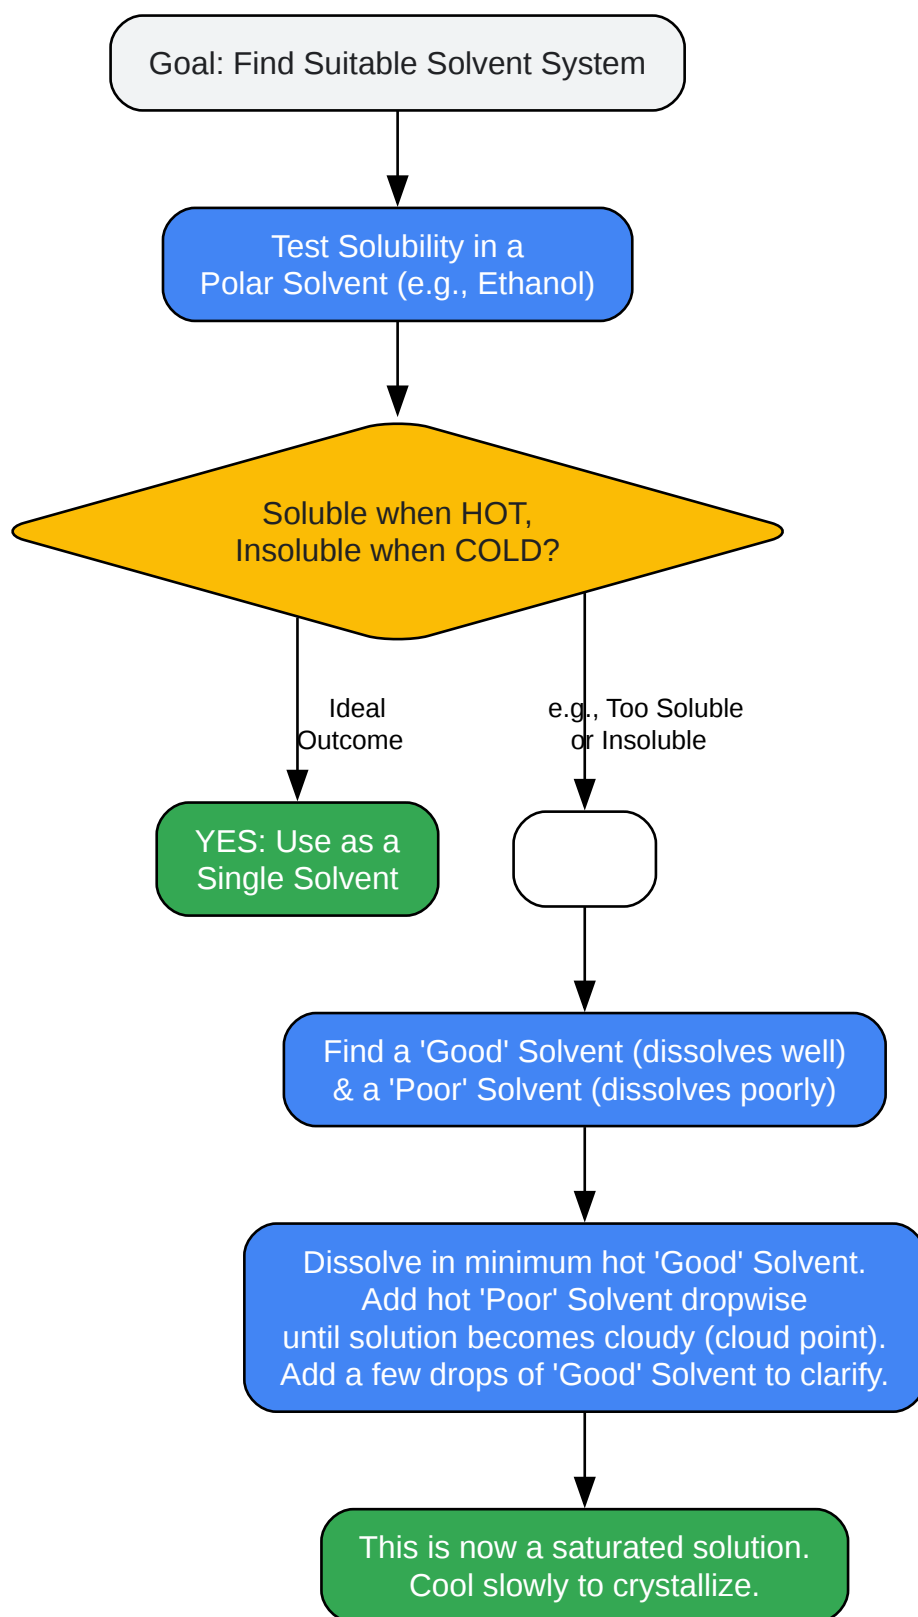 Goal: Find Suitable Solvent System
Test Solubility in a
Polar Solvent (e.g., Ethanol)
Soluble when HOT,
Insoluble when COLD?
Ideal
Outcome
e.g., Too Soluble
or Insoluble
YES: Use as a
Single Solvent
Find a 'Good' Solvent (dissolves well)
& a 'Poor' Solvent (dissolves poorly)
Dissolve in minimum hot 'Good' Solvent.
Add hot 'Poor' Solvent dropwise
until solution becomes cloudy (cloud point).
Add a few drops of 'Good' Solvent to clarify.
This is now a saturated solution.
Cool slowly to crystallize.